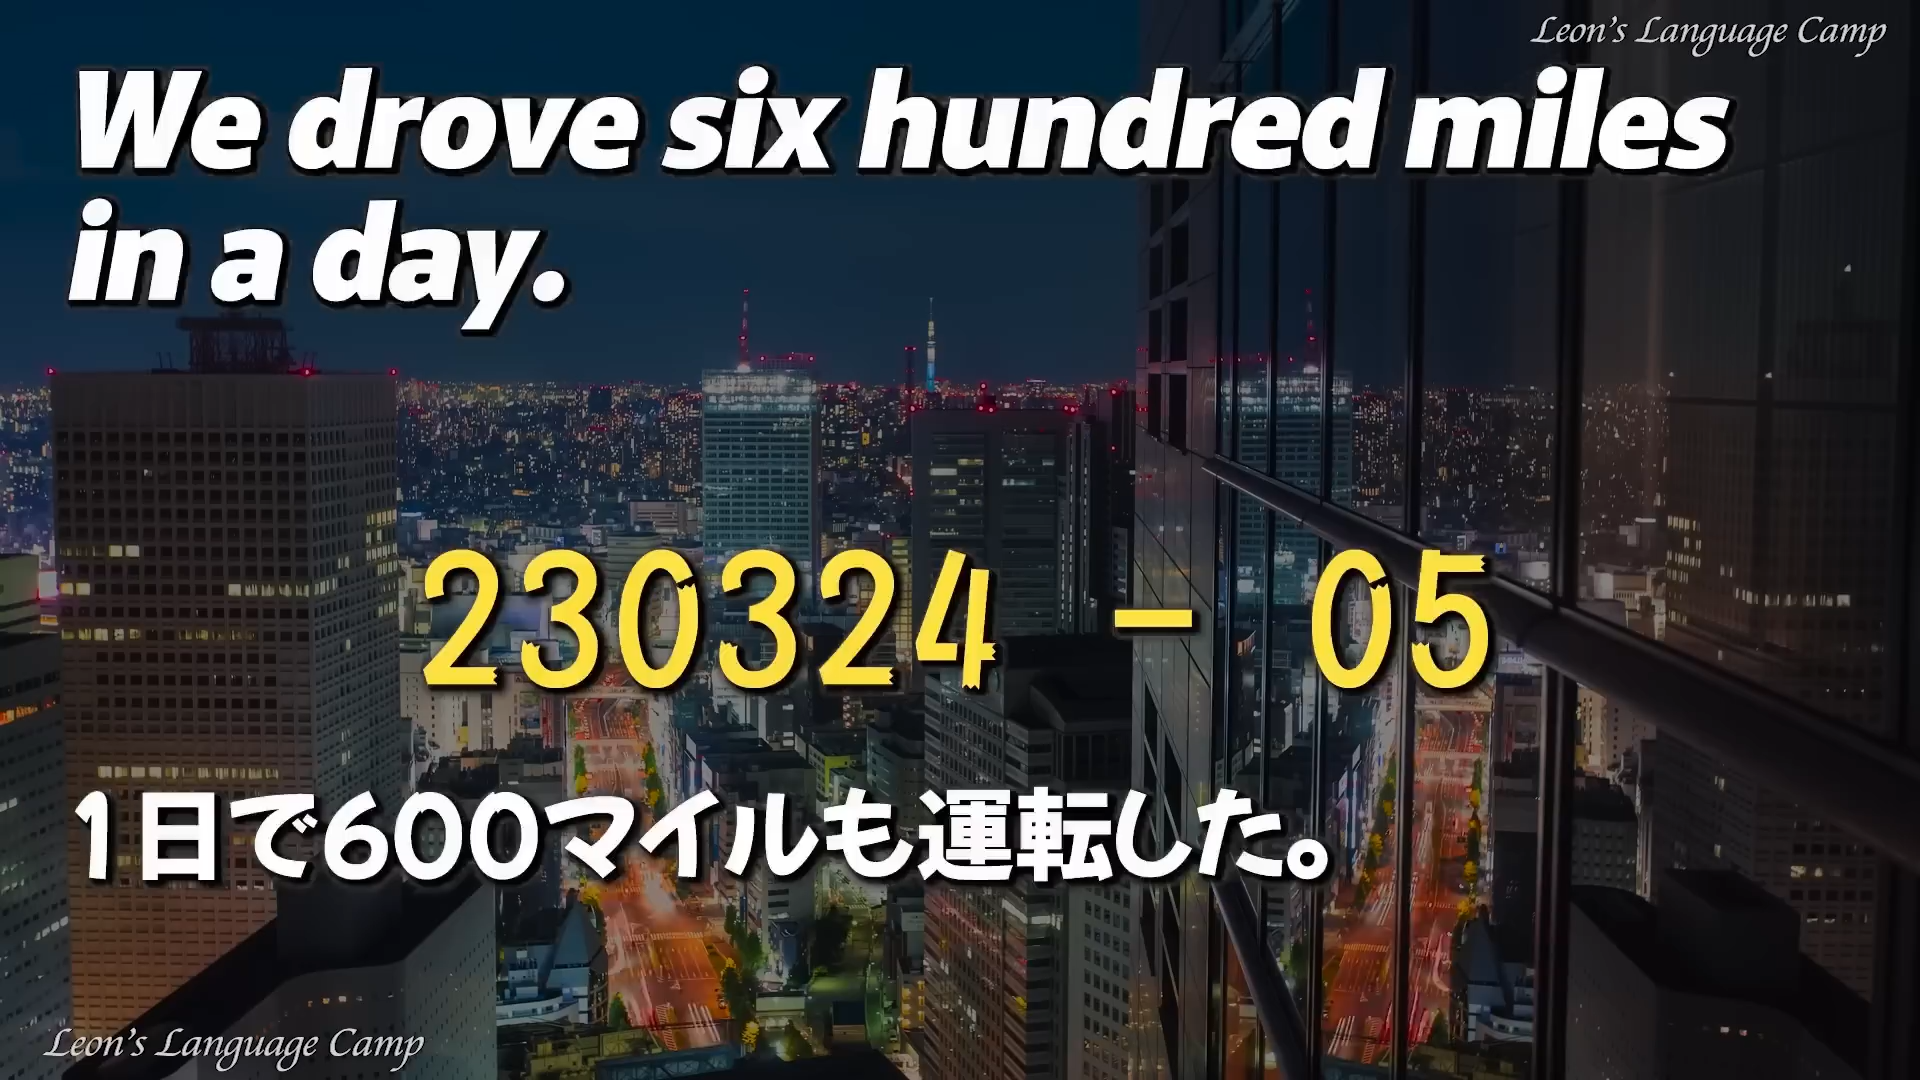 Leon's Language Camp
We drove six hundred miles
in a day.
230324 - 05
1日で600マイルも運転した。
Leon's Language Camp